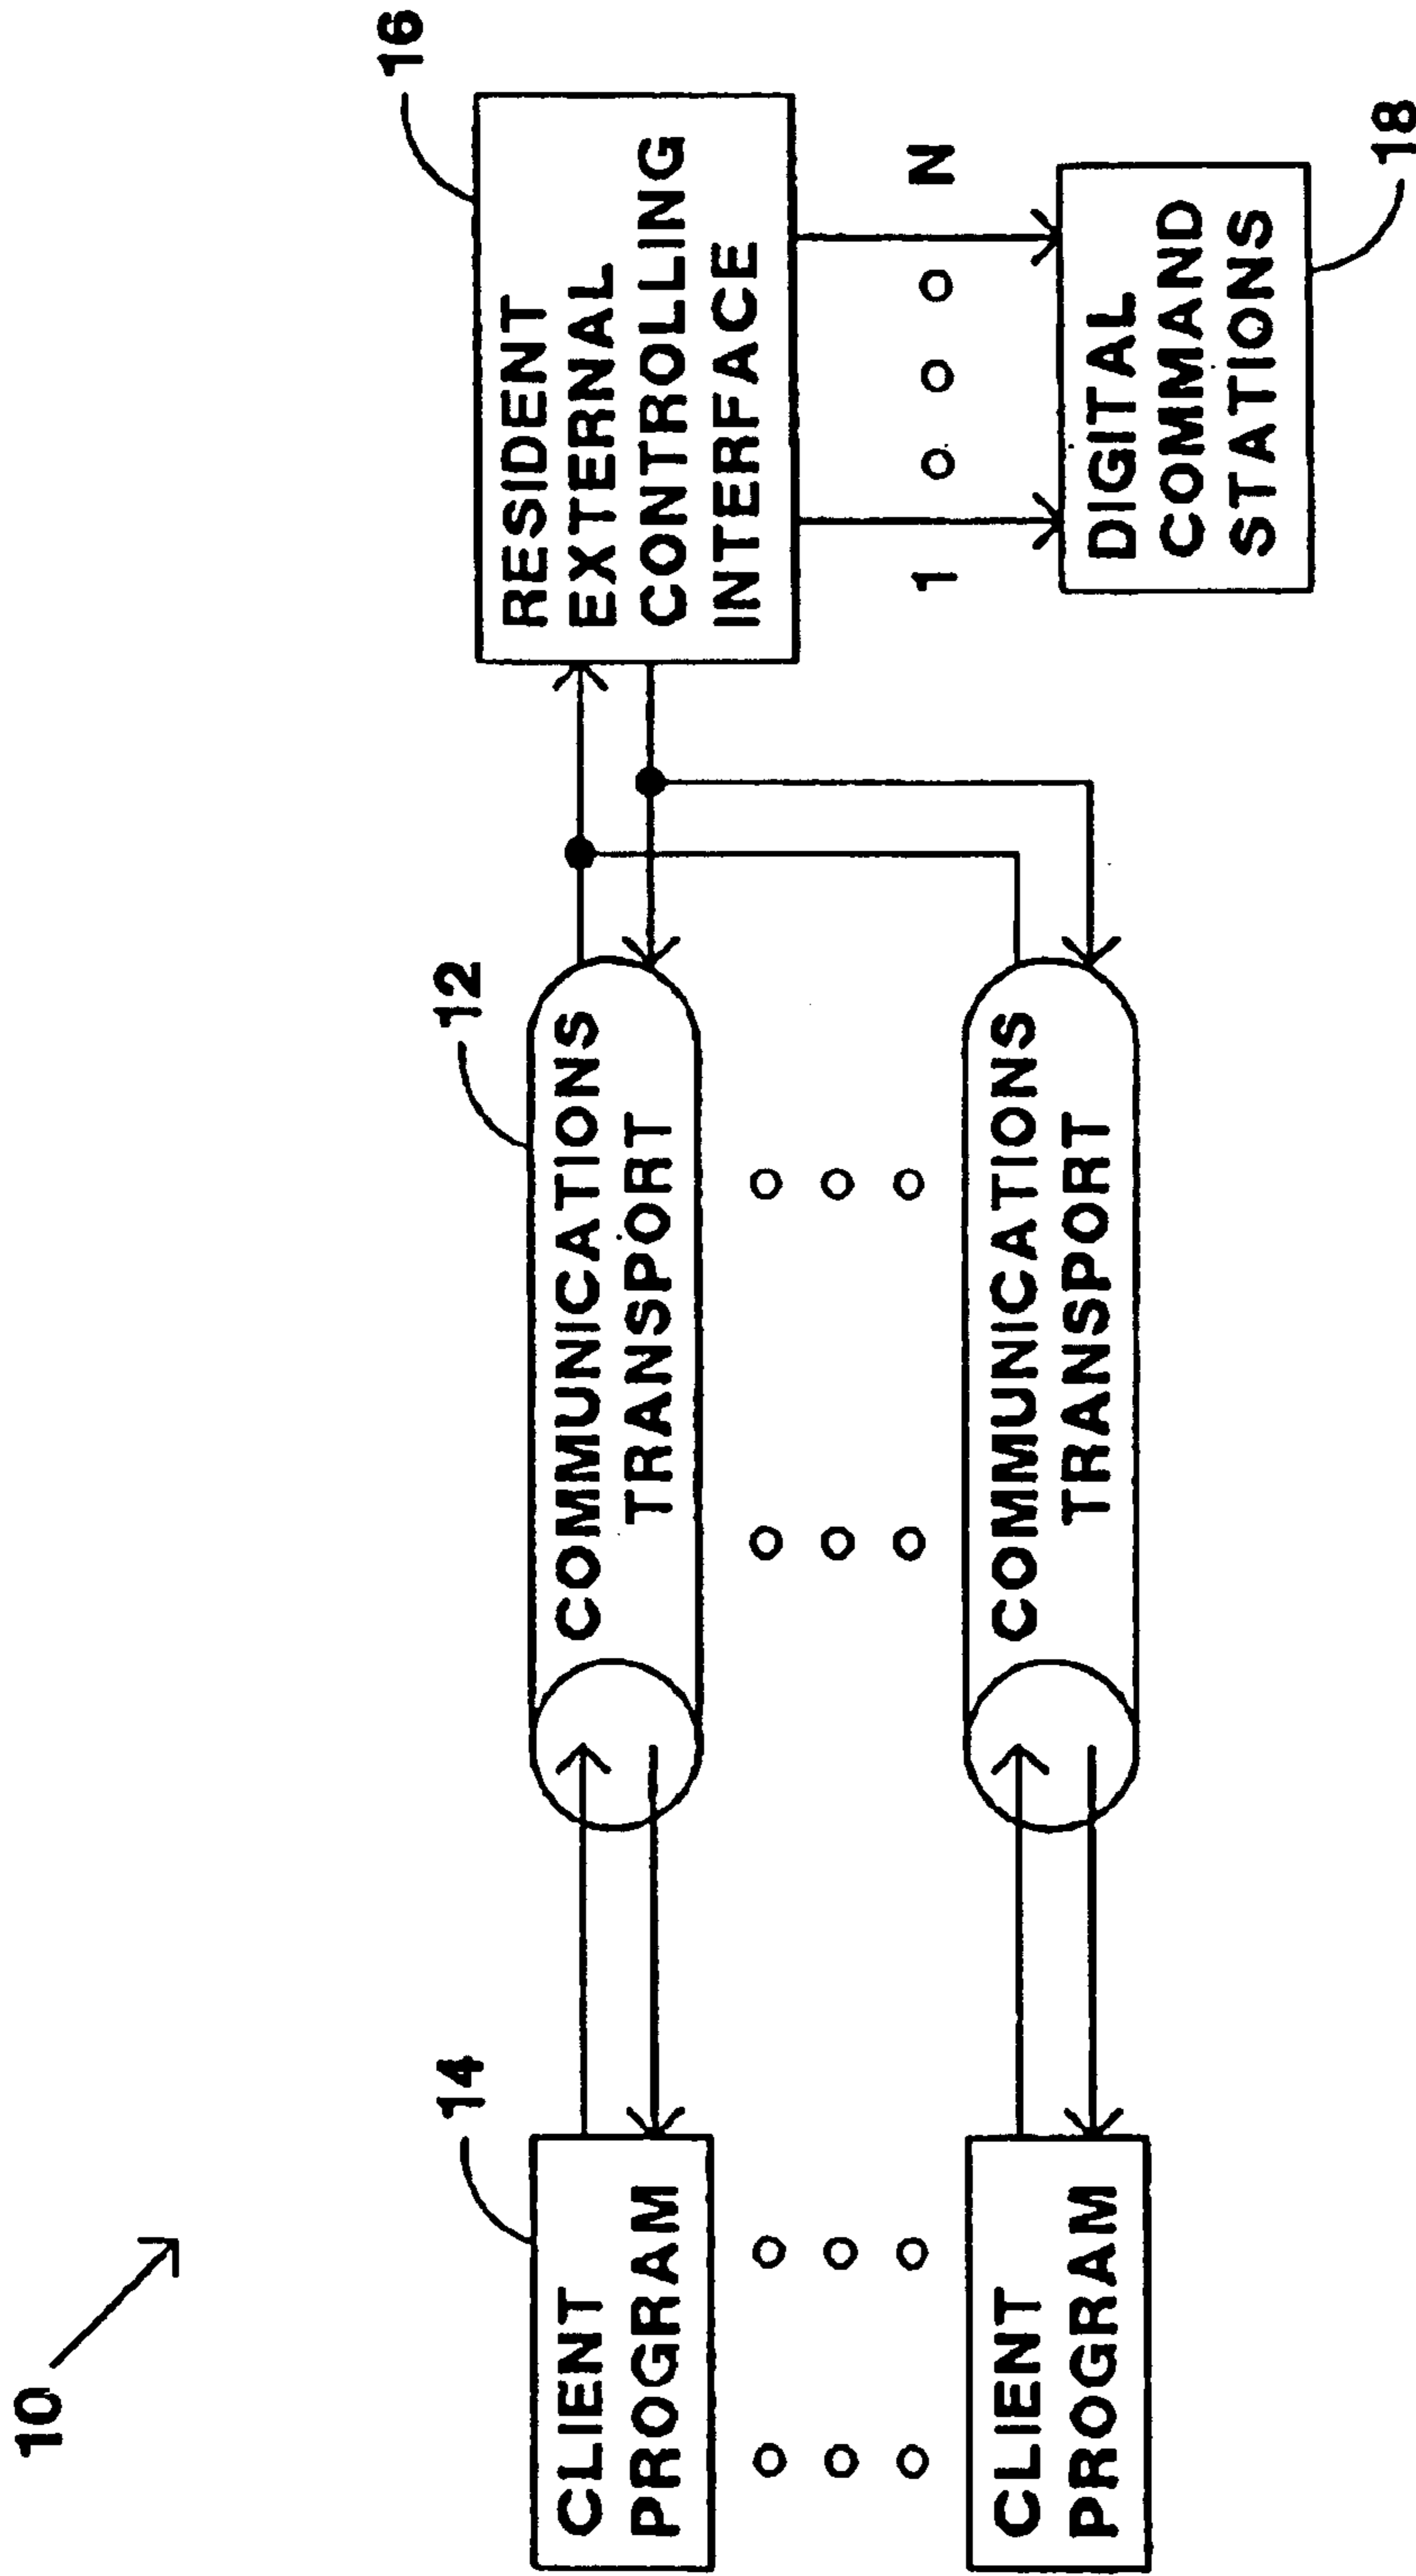 10
14
CLIENT
PROGRAM
12
COMMUNICATIONS
TRANSPORT
16
RESIDENT
EXTERNAL
CONTROLLING
INTERFACE
1
N
CLIENT
PROGRAM
COMMUNICATIONS
TRANSPORT
DIGITAL
COMMAND
STATIONS
18